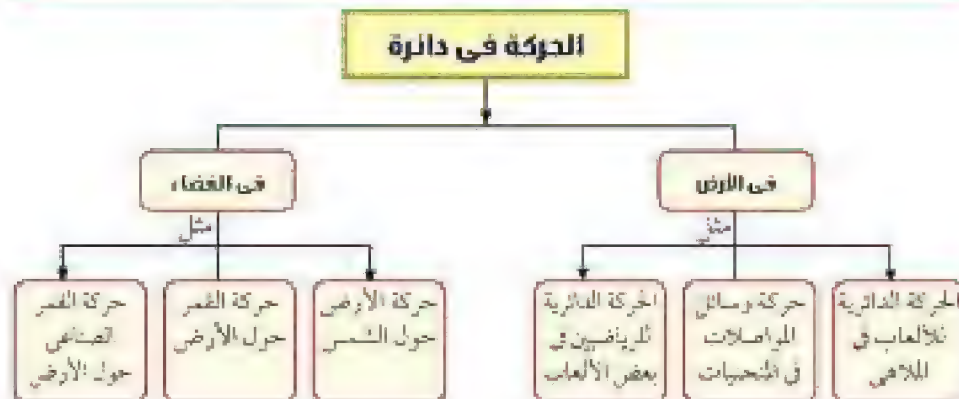 الحركة في دائرة
في الأرض
في الفضاء
مثل
مثل
الحركة الدائرية
للألعاب في
الملاهي
حركة وسائل
المواصلات
في المنحنيات
الحركة الدائرية
للرياضيين في
بعض الألعاب
حركة الأرض
حول الشمس
حركة القمر
حول الأرض
حركة القمر
الصناعي
حول الأرض